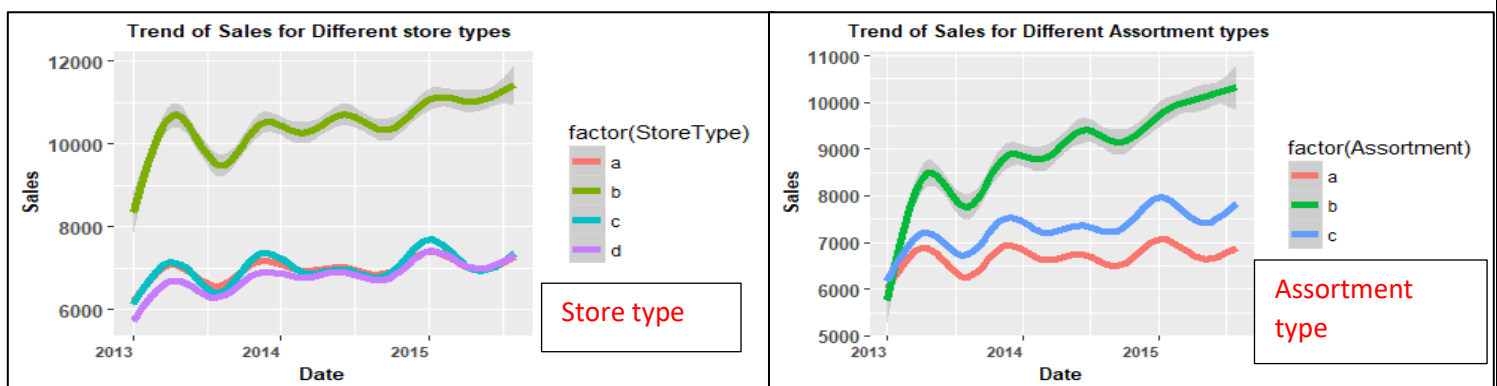 Trend of Sales for Different store types
12000
10000
8000
6000
Sales
2013
2014
2015
Date
factor(StoreType)
a
b
c
d
Store type
Trend of Sales for Different Assortment types
11000
10000
9000
8000
7000
6000
5000
Sales
2013
2014
2015
Date
factor(Assortment)
a
b
c
Assortment
type